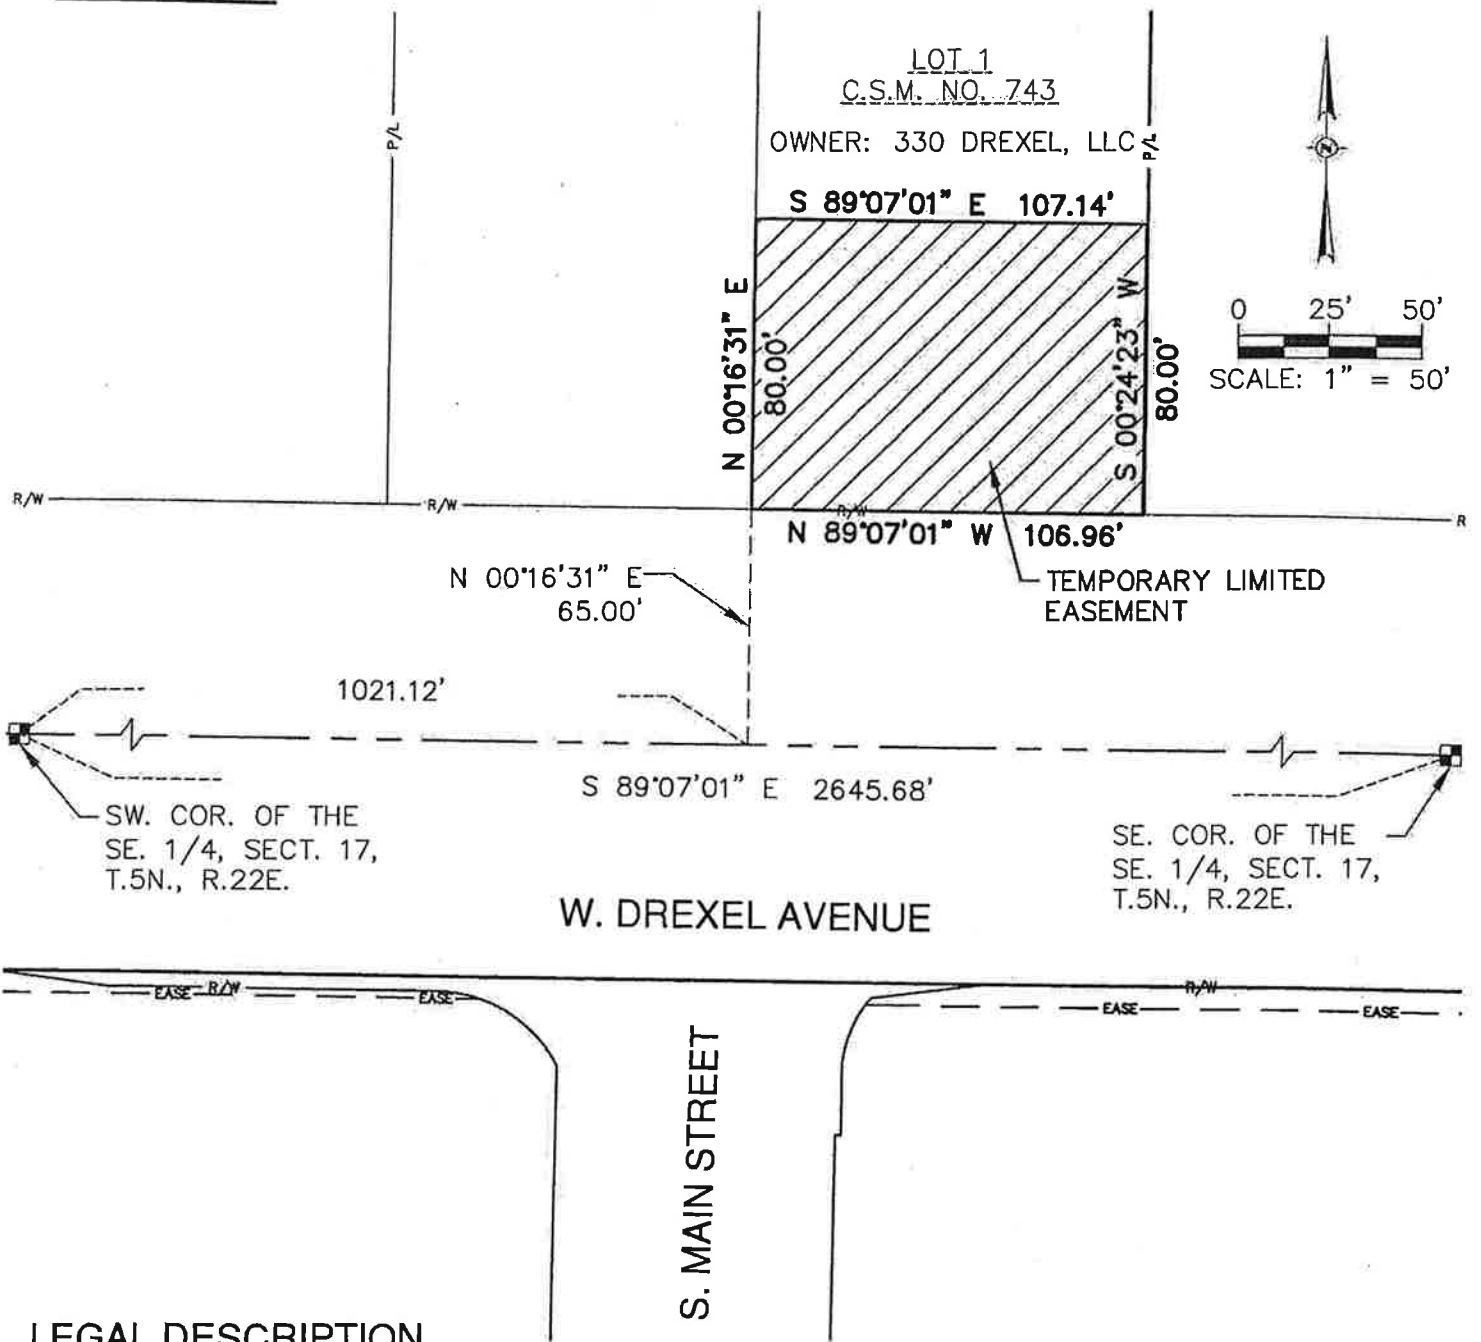 LOT 1
C.S.M. NO. 743
OWNER: 330 DREXEL, LLC
P/L
P/L
S 89°07'01" E 107.14'
N 00°16'31" E
80.00'
S 00°24'23" W
80.00'
N
0 25' 50'
SCALE: 1" = 50'
R/W
R/W
R/W
R
N 89°07'01" W 106.96'
TEMPORARY LIMITED
EASEMENT
N 00°16'31" E
65.00'
1021.12'
S 89°07'01" E 2645.68'
SW. COR. OF THE
SE. 1/4, SECT. 17,
T.5N., R.22E.
SE. COR. OF THE
SE. 1/4, SECT. 17,
T.5N., R.22E.
W. DREXEL AVENUE
R/W
EASE
EASE
R/W
EASE
EASE
S. MAIN STREET
LEGAL DESCRIPTION